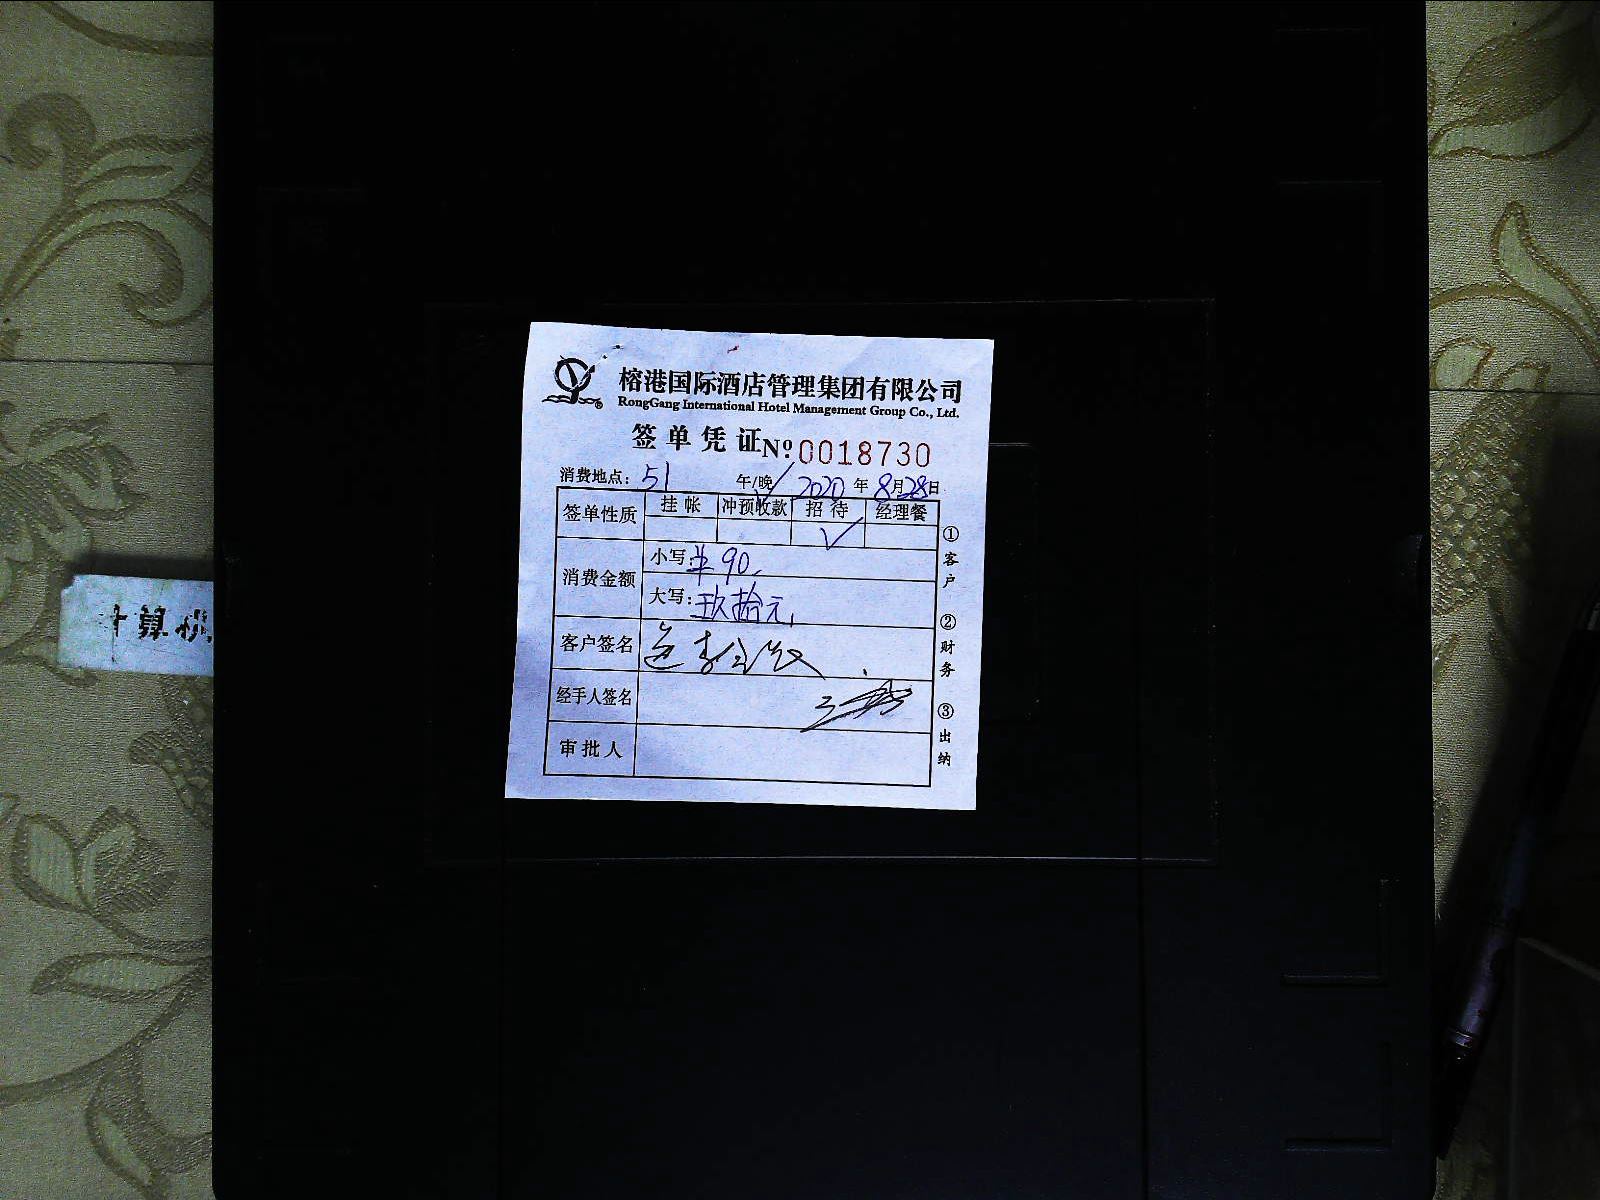 榕港国际酒店管理集团有限公司
RongGang International Hotel Management Group Co., Ltd.
签单凭证 Nº 0018730
消费地点: 51 午/晚 ✓ 2020 年 8 月 28 日
签单性质 挂帐 冲预收款 招待 经理餐
✓
消费金额 小写: ¥ 90.
大写: 玖拾元
客户签名
经手人签名
审批人
① 客户
② 财务
③ 出纳